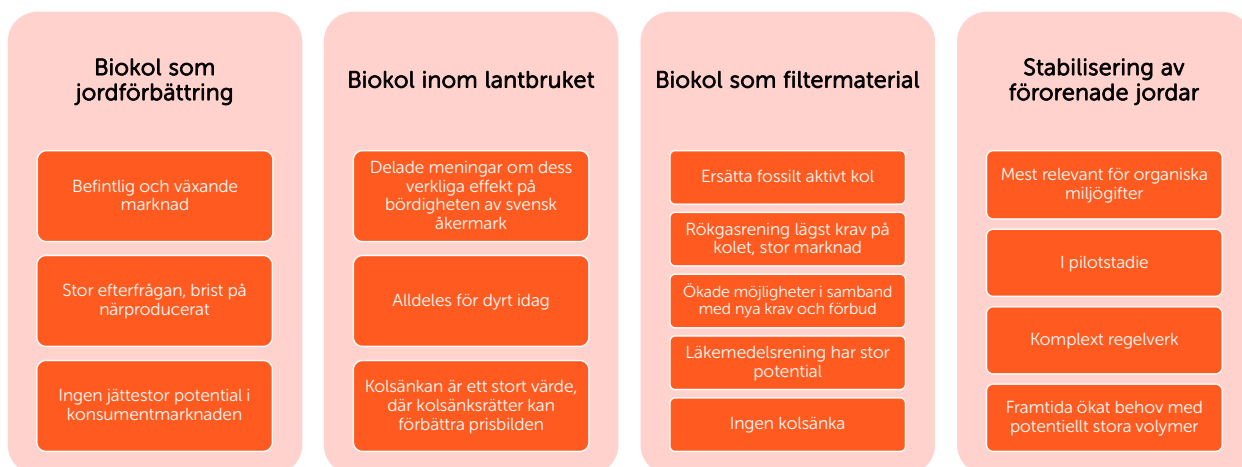 Biokol som
jordförbättring
Befintlig och växande
marknad
Stor efterfrågan, brist på
närproducerat
Ingen jättestor potential i
konsumentmarknaden
Biokol inom lantbruket
Delade meningar om dess
verkliga effekt på
bördigheten av svensk
åkermark
Alldeles för dyrt idag
Kolsänkan är ett stort värde,
där kolsänksrätter kan
förbättra prisbilden
Biokol som filtermaterial
Ersätta fossilt aktivt kol
Rökgasrening lägst krav på
kolet, stor marknad
Ökade möjligheter i samband
med nya krav och förbud
Läkemedelsrening har stor
potential
Ingen kolsänka
Stabilisering av
förorenade jordar
Mest relevant för organiska
miljögifter
I pilotstadie
Komplext regelverk
Framtida ökat behov med
potentiellt stora volymer